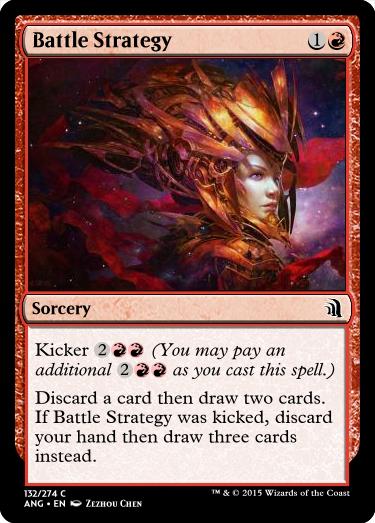 Battle Strategy 1
Sorcery
Kicker 2 (You may pay an
additional 2 as you cast this spell.)
Discard a card then draw two cards.
If Battle Strategy was kicked, discard
your hand then draw three cards
instead.
132/274 C
ANG • EN Zezhou Chen
™ & © 2015 Wizards of the Coast